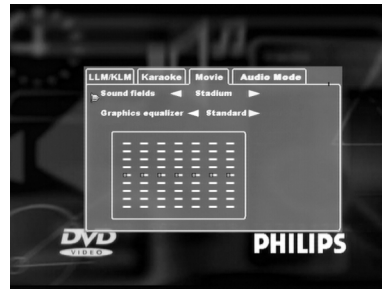 LLM/KLM Karaoke Movie Audio Mode
Sound fields Stadium
Graphics equalizer Standard
DVD
VIDEO
PHILIPS